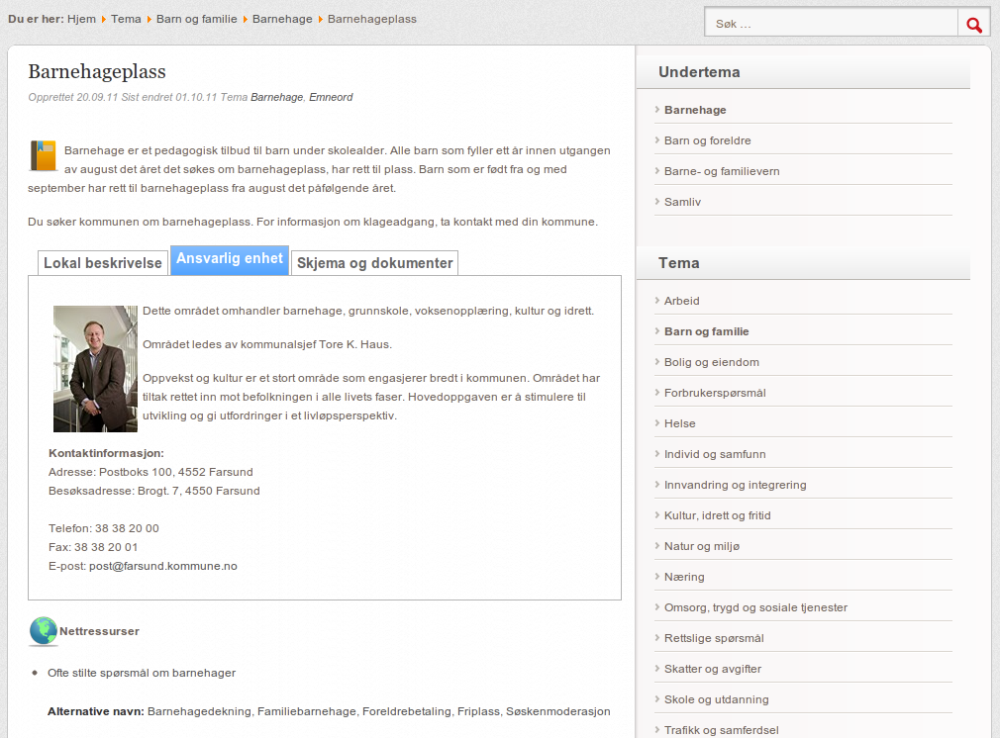 Du er her: Hjem Tema Barn og familie Barnehage Barnehageplass
Søk ...
Barnehageplass
Opprettet 20.09.11 Sist endret 01.10.11 Tema Barnehage, Emneord
Barnehage er et pedagogisk tilbud til barn under skolealder. Alle barn som fyller ett år innen utgangen
av august det året det søkes om barnehageplass, har rett til plass. Barn som er født fra og med
september har rett til barnehageplass fra august det påfølgende året.
Du søker kommunen om barnehageplass. For informasjon om klageadgang, ta kontakt med din kommune.
Lokal beskrivelse Ansvarlig enhet Skjema og dokumenter
Dette området omhandler barnehage, grunnskole, voksenopplæring, kultur og idrett.
Området ledes av kommunalsjef Tore K. Haus.
Oppvekst og kultur er et stort område som engasjerer bredt i kommunen. Området har
tiltak rettet inn mot befolkningen i alle livets faser. Hovedoppgaven er å stimulere til
utvikling og gi utfordringer i et livløpsperspektiv.
Kontaktinformasjon:
Adresse: Postboks 100, 4552 Farsund
Besøksadresse: Brogt. 7, 4550 Farsund
Telefon: 38 38 20 00
Fax: 38 38 20 01
E-post: post@farsund.kommune.no
Nettressurser
Ofte stilte spørsmål om barnehager
Alternative navn: Barnehagedekning, Familiebarnehage, Foreldrebetaling, Friplass, Søskenmoderasjon
Undertema
Barnehage
Barn og foreldre
Barne- og familievern
Samliv
Tema
Arbeid
Barn og familie
Bolig og eiendom
Forbrukerspørsmål
Helse
Individ og samfunn
Innvandring og integrering
Kultur, idrett og fritid
Natur og miljø
Næring
Omsorg, trygd og sosiale tjenester
Rettslige spørsmål
Skatter og avgifter
Skole og utdanning
Trafikk og samferdsel